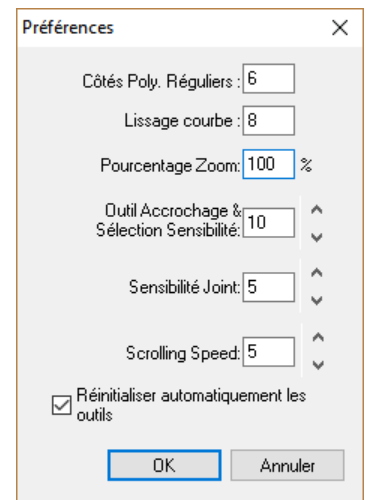 Préférences
Côtés Poly. Réguliers : 6
Lissage courbe : 8
Pourcentage Zoom: 100 %
Outil Accrochage &
Sélection Sensibilité: 10
Sensibilité Joint: 5
Scrolling Speed: 5
Réinitialiser automatiquement les
outils
OK Annuler